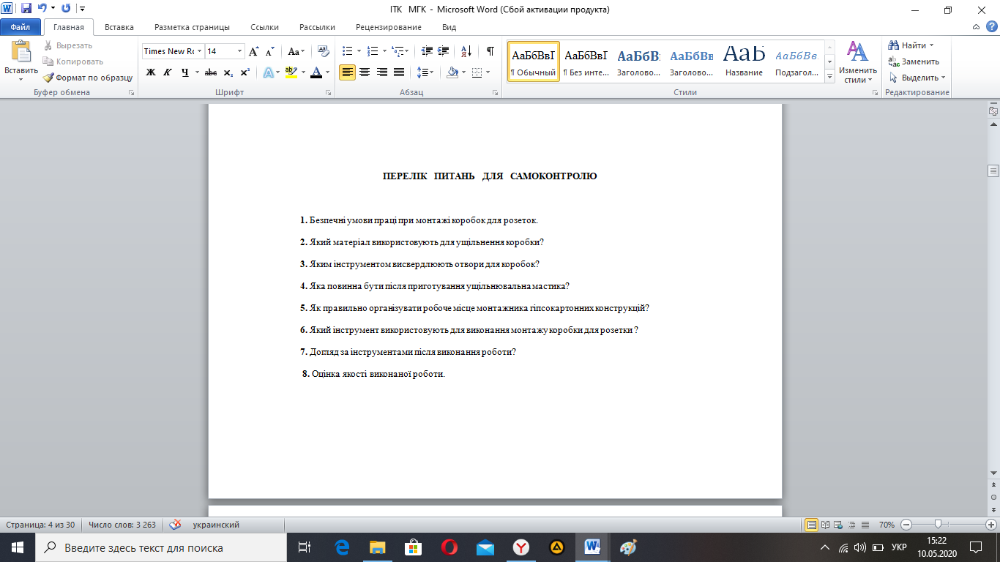 ІТК МГК - Microsoft Word (Сбой активации продукта)
Файл Главная Вставка Разметка страницы Ссылки Рассылки Рецензирование Вид
Вставить
Вырезать
Копировать
Формат по образцу
Буфер обмена
Times New Ro 14
Ж К Ч abc x₂ x²
Шрифт
Абзац
АаБбВвГ АаБбВвГ АаБбВ АаБбВв АаБ АаБбВв.
¶ Обычный ¶ Без инте... Заголово... Заголово... Название Подзагол...
Стили
Изменить стили
Найти
Заменить
Выделить
Редактирование
ПЕРЕЛІК ПИТАНЬ ДЛЯ САМОКОНТРОЛЮ
1. Безпечні умови праці при монтажі коробок для розеток.
2. Який матеріал використовують для ущільнення коробки?
3. Яким інструментом висвердлюють отвори для коробок?
4. Яка повинна бути після приготування ущільнювальна мастика?
5. Як правильно організувати робоче місце монтажника гіпсокартонних конструкцій?
6. Який інструмент використовують для виконання монтажу коробки для розетки ?
7. Догляд за інструментами після виконання роботи?
8. Оцінка якості виконаної роботи.
Страница: 4 из 30 Число слов: 3 263 украинский 70%
Введите здесь текст для поиска
УКР 15:22
10.05.2020